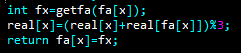 int fx=getfa(fa[x]);
real[x]=(real[x]+real[fa[x]])%3;
return fa[x]=fx;